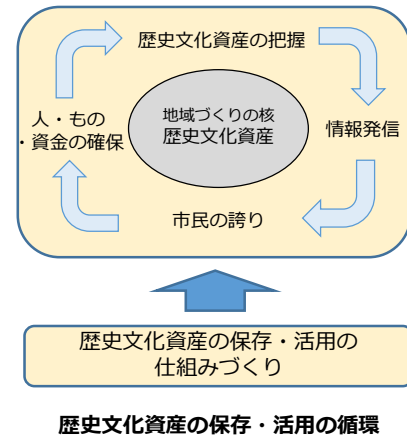 歴史文化資産の把握
人・もの
・資金の確保
地域づくりの核
歴史文化資産
情報発信
市民の誇り
歴史文化資産の保存・活用の
仕組みづくり
歴史文化資産の保存・活用の循環